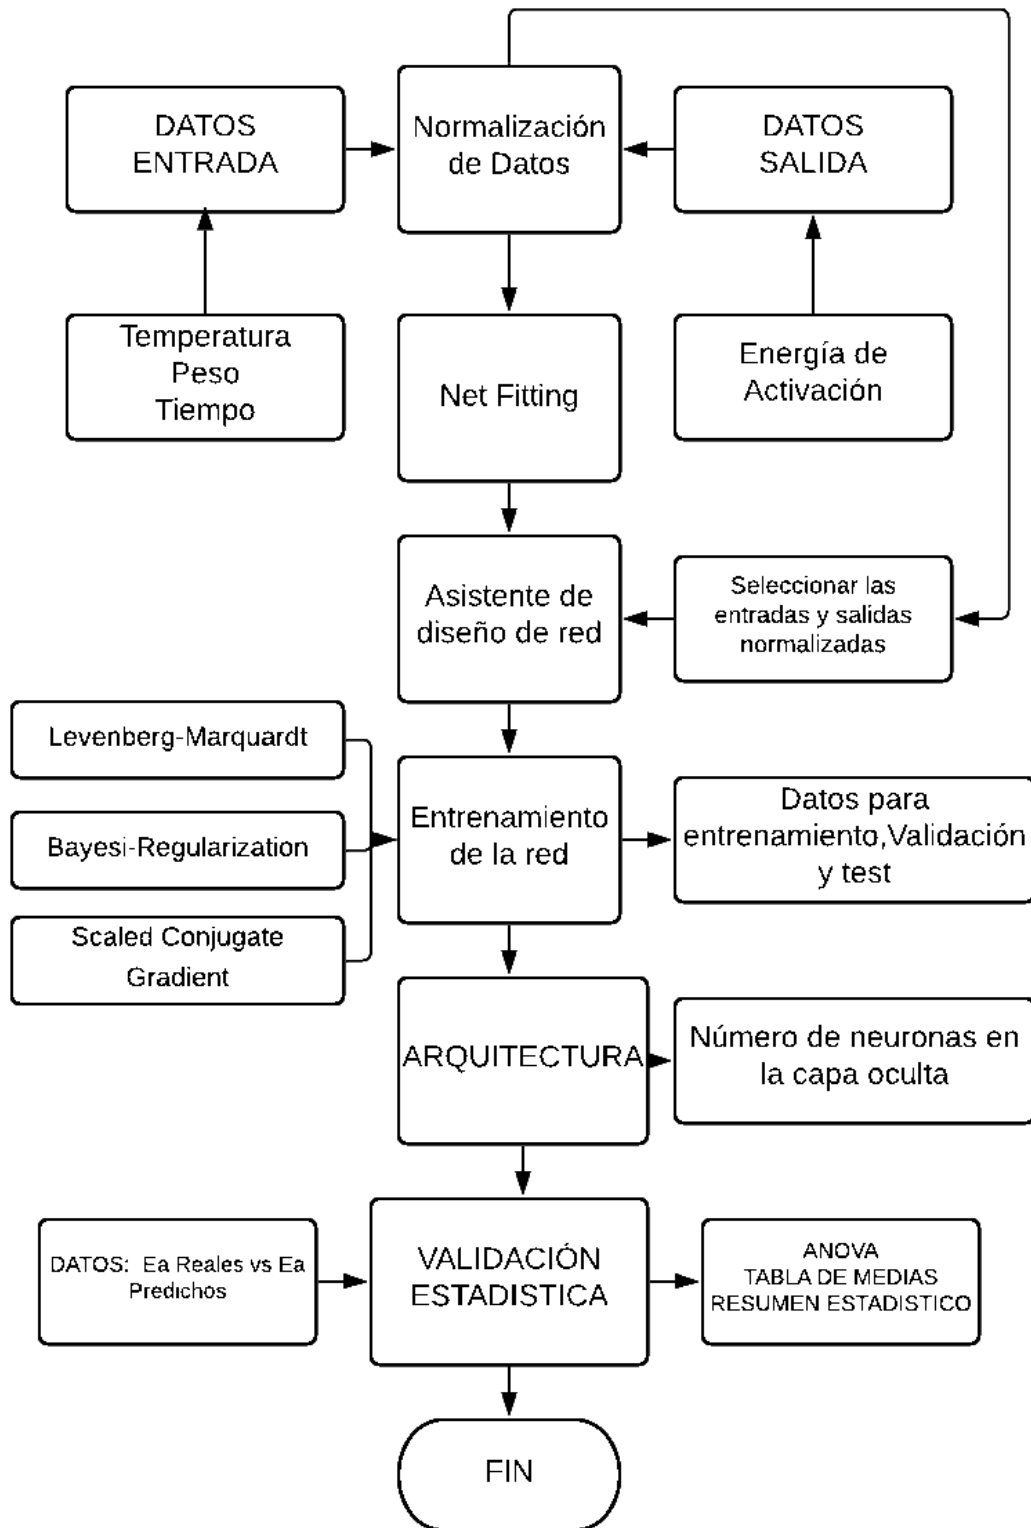 DATOS
ENTRADA
Normalización
de Datos
DATOS
SALIDA
Temperatura
Peso
Tiempo
Net Fitting
Energía de
Activación
Asistente de
diseño de red
Seleccionar las
entradas y salidas
normalizadas
Levenberg-Marquardt
Bayesi-Regularization
Scaled Conjugate
Gradient
Entrenamiento
de la red
Datos para
entrenamiento,Validación
y test
ARQUITECTURA
Número de neuronas en
la capa oculta
DATOS: Ea Reales vs Ea
Predichos
VALIDACIÓN
ESTADISTICA
ANOVA
TABLA DE MEDIAS
RESUMEN ESTADISTICO
FIN